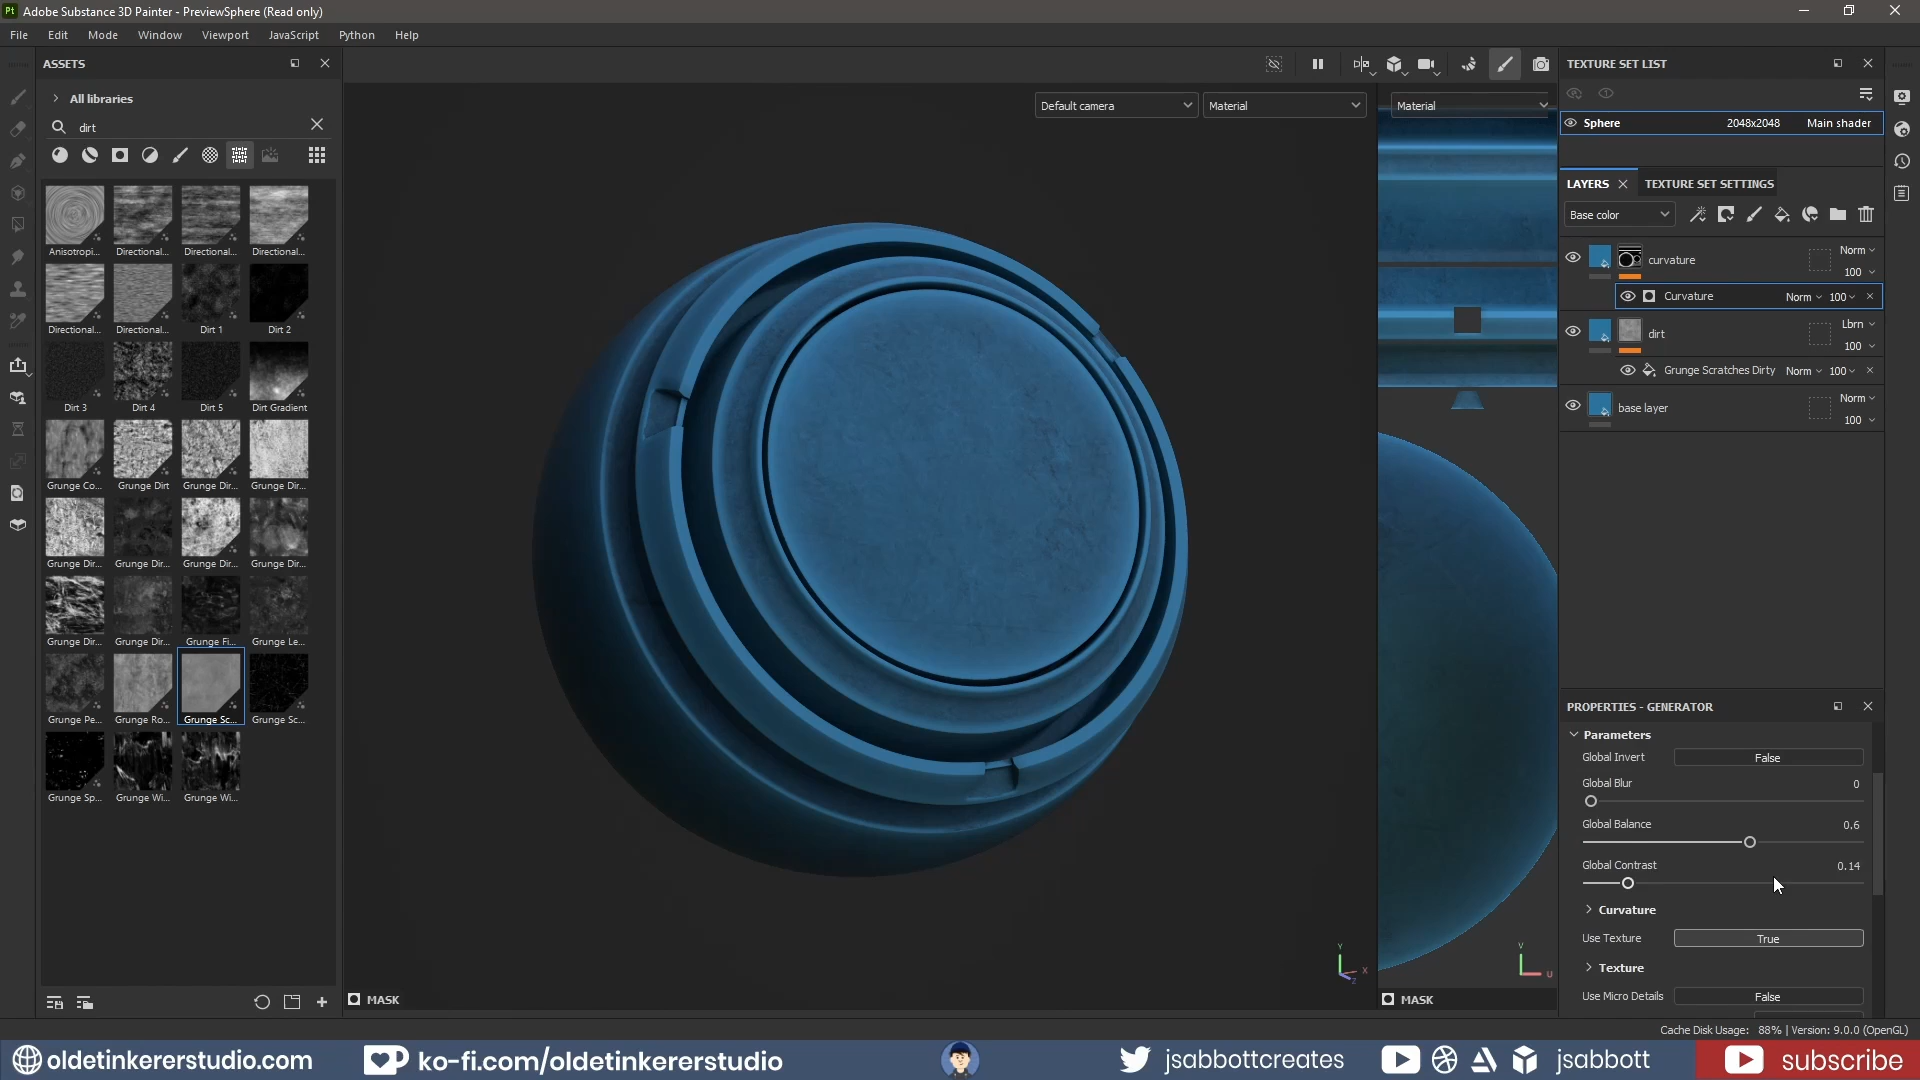 Pt Adobe Substance 3D Painter - PreviewSphere (Read only)
File Edit Mode Window Viewport JavaScript Python Help
ASSETS
All libraries
dirt
Anisotropi... Directional... Directional... Directional...
Directional... Directional... Dirt 1 Dirt 2
Dirt 3 Dirt 4 Dirt 5 Dirt Gradient
Grunge Co... Grunge Dirt Grunge Dir... Grunge Dir...
Grunge Dir... Grunge Dir... Grunge Dir... Grunge Dir...
Grunge Dir... Grunge Dir... Grunge Fi... Grunge Le...
Grunge Pe... Grunge Ro... Grunge Sc... Grunge Sc...
Grunge Sp... Grunge Wi... Grunge Wi...
Default camera Material Material
Y X Z
V U
MASK MASK
TEXTURE SET LIST
Sphere 2048x2048 Main shader
LAYERS TEXTURE SET SETTINGS
Base color
curvature Norm 100
Curvature Norm 100
dirt Lbrn 100
Grunge Scratches Dirty Norm 100
base layer Norm 100
PROPERTIES - GENERATOR
Parameters
Global Invert False
Global Blur 0
Global Balance 0.6
Global Contrast 0.14
Curvature
Use Texture True
Texture
Use Micro Details False
Cache Disk Usage: 88% | Version: 9.0.0 (OpenGL)
oldetinkererstudio.com ko-fi.com/oldetinkererstudio jsabbottcreates jsabbott subscribe